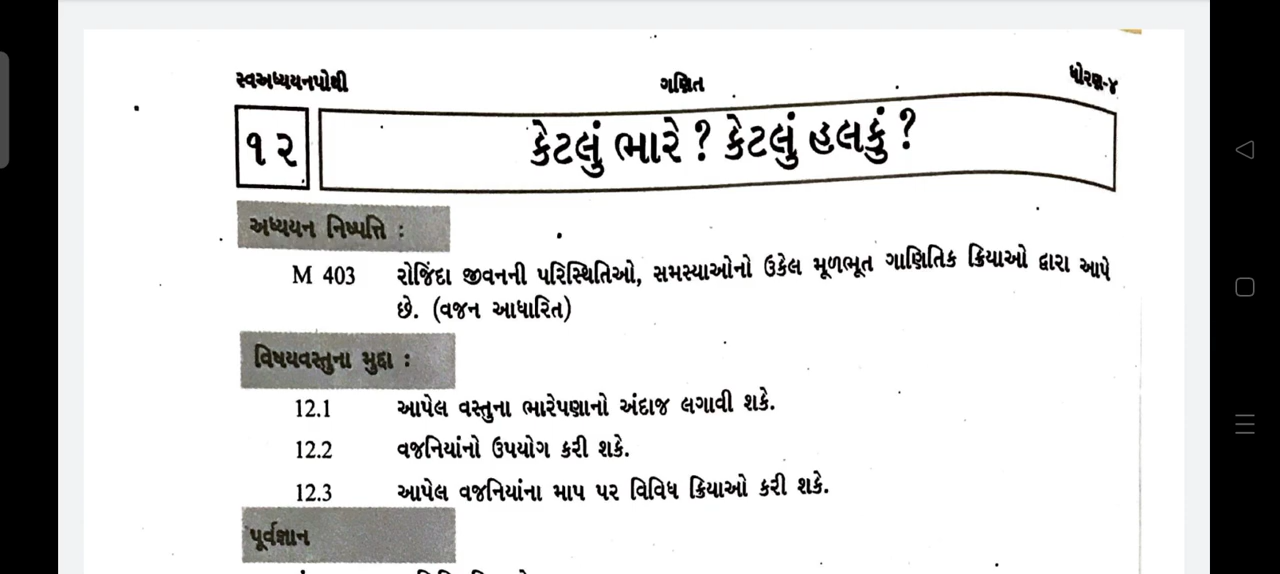 સ્વઅધ્યયનપોથી ગણિત ધોરણ-૪
૧૨ કેટલું ભારે ? કેટલું હલકું ?
અધ્યયન નિષ્પત્તિ :
M 403 રોજિંદા જીવનની પરિસ્થિતિઓ, સમસ્યાઓનો ઉકેલ મૂળભૂત ગાણિતિક ક્રિયાઓ દ્વારા આપે
છે. (વજન આધારિત)
વિષયવસ્તુના મુદ્દા :
12.1 આપેલ વસ્તુના ભારેપણાનો અંદાજ લગાવી શકે.
12.2 વજનિયાંનો ઉપયોગ કરી શકે.
12.3 આપેલ વજનિયાંના માપ પર વિવિધ ક્રિયાઓ કરી શકે.
પૂર્વજ્ઞાન